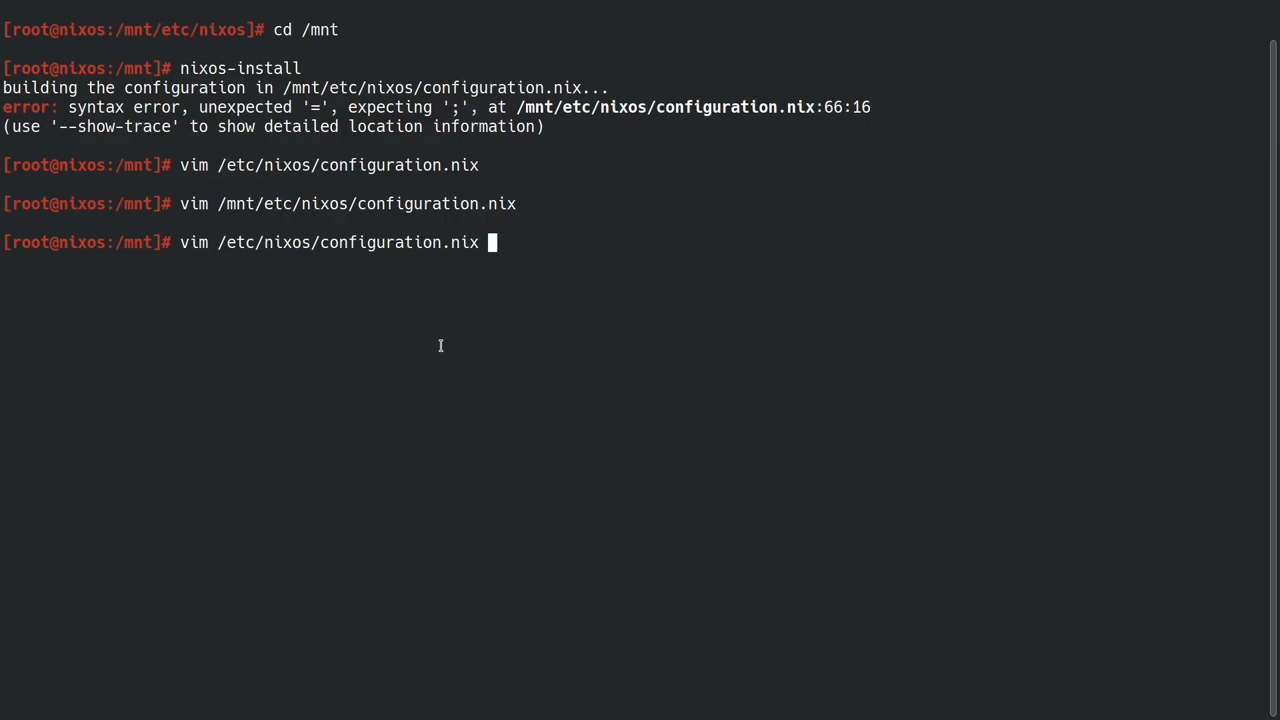 [root@nixos:/mnt/etc/nixos]# cd /mnt
[root@nixos:/mnt]# nixos-install
building the configuration in /mnt/etc/nixos/configuration.nix...
error: syntax error, unexpected '=', expecting ';', at /mnt/etc/nixos/configuration.nix:66:16
(use '--show-trace' to show detailed location information)
[root@nixos:/mnt]# vim /etc/nixos/configuration.nix
[root@nixos:/mnt]# vim /mnt/etc/nixos/configuration.nix
[root@nixos:/mnt]# vim /etc/nixos/configuration.nix